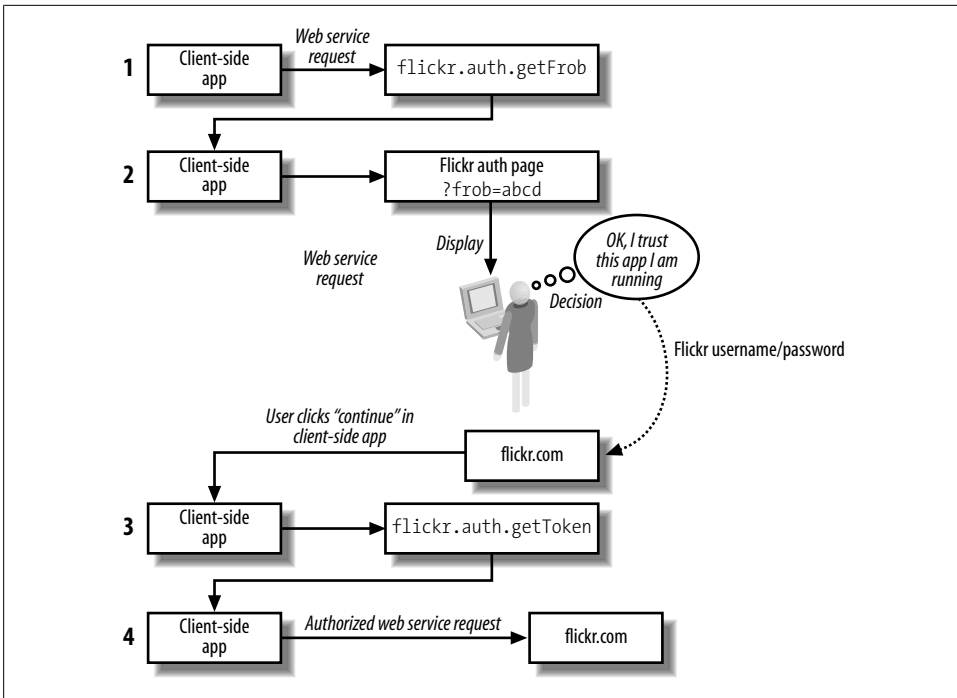 Web service
request
1
Client-side
app
flickr.auth.getFrob
2
Client-side
app
Flickr auth page
?frob=abcd
Web service
request
Display
OK, I trust
this app I am
running
Decision
Flickr username/password
User clicks “continue” in
client-side app
flickr.com
3
Client-side
app
flickr.auth.getToken
4
Client-side
app
Authorized web service request
flickr.com